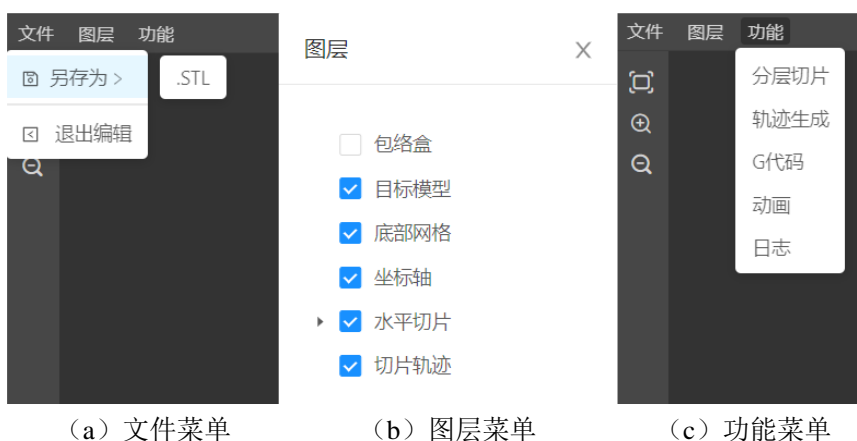 文件 图层 功能
另存为 >
.STL
退出编辑
图层 X
包络盒
目标模型
底部网格
坐标轴
水平切片
切片轨迹
文件 图层 功能
分层切片
轨迹生成
G代码
动画
日志
（a）文件菜单
（b）图层菜单
（c）功能菜单